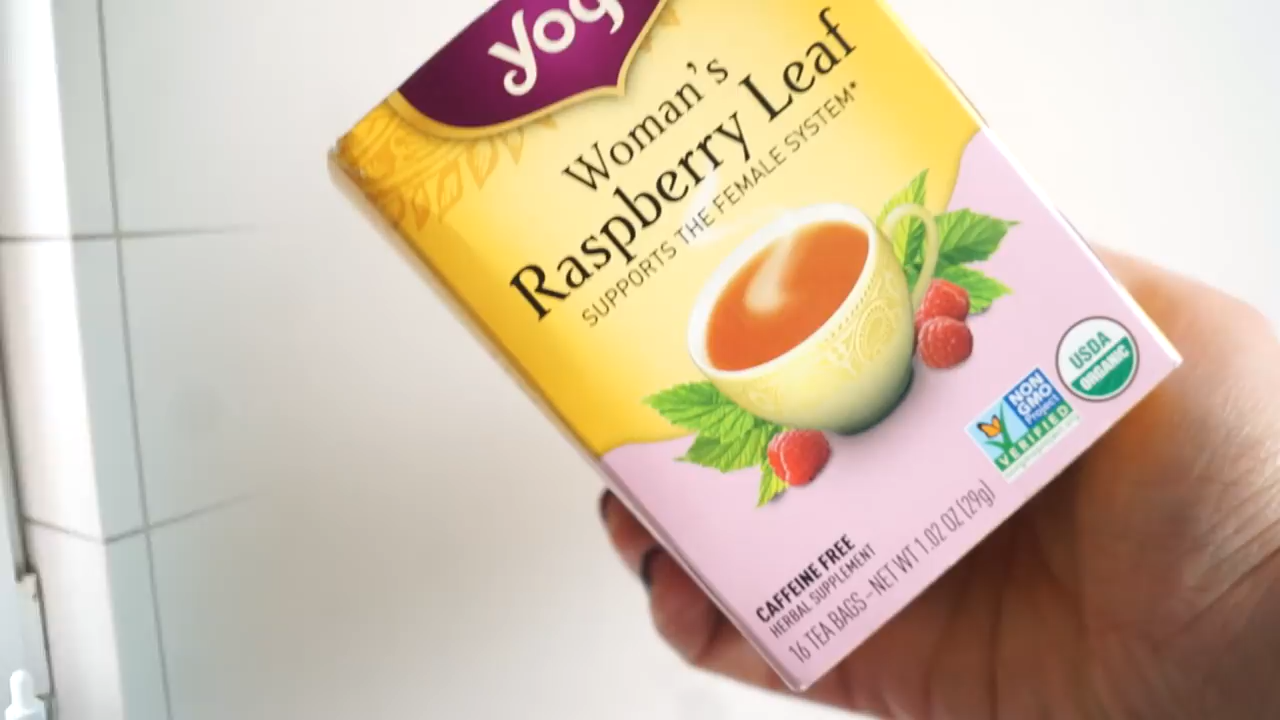 yog
Woman's
Raspberry Leaf
SUPPORTS THE FEMALE SYSTEM*
USDA
ORGANIC
NON
GMO
Project
VERIFIED
CAFFEINE FREE
HERBAL SUPPLEMENT
16 TEA BAGS – NET WT 1.02 OZ (29g)